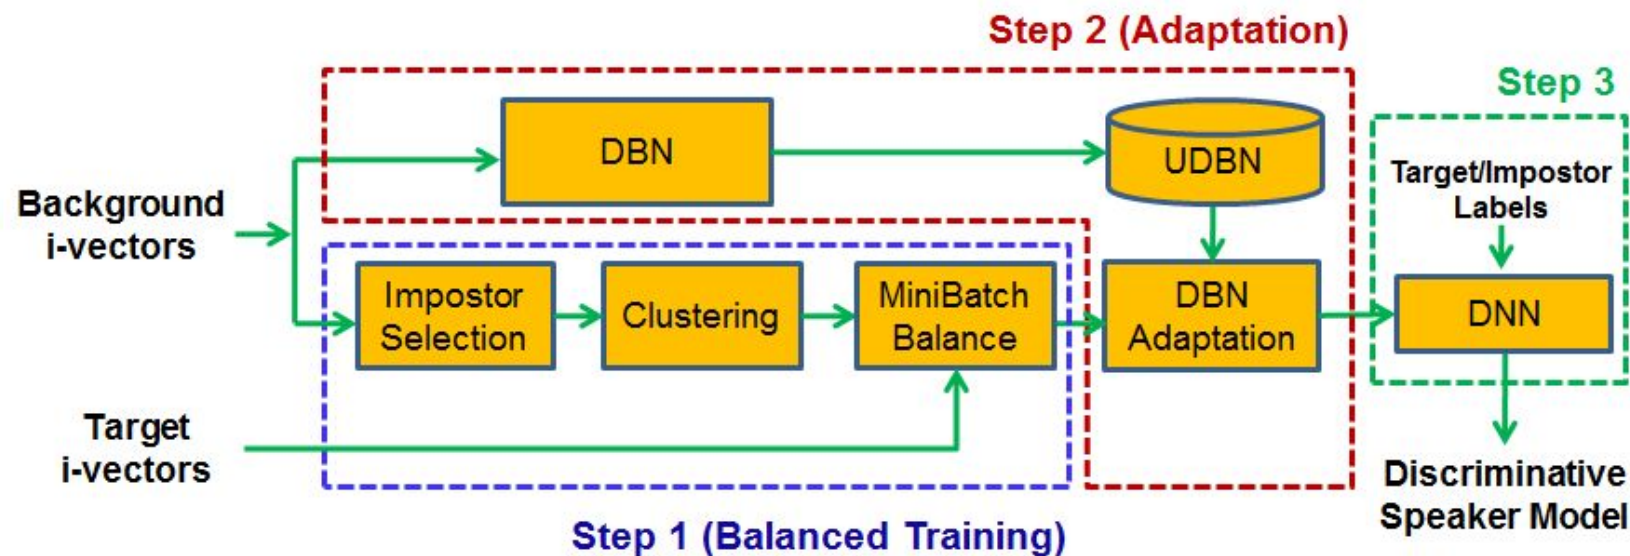 Step 2 (Adaptation)
Step 3
DBN
UDBN
Target/Impostor
Labels
Background
i-vectors
Impostor
Selection
Clustering
MiniBatch
Balance
DBN
Adaptation
DNN
Target
i-vectors
Discriminative
Speaker Model
Step 1 (Balanced Training)